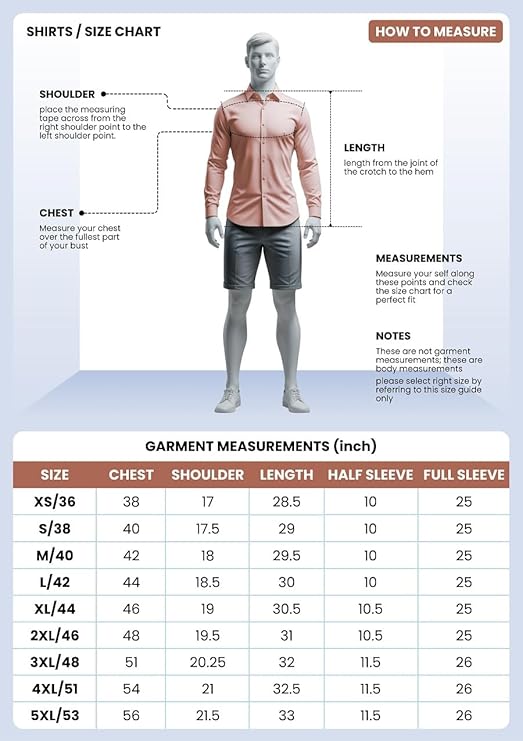 SHIRTS / SIZE CHART
HOW TO MEASURE
SHOULDER
place the measuring
tape across from the
right shoulder point to the
left shoulder point.
CHEST
Measure your chest
over the fullest part
of your bust
LENGTH
length from the joint of
the crotch to the hem
MEASUREMENTS
Measure your self along
these points and check
the size chart for a
perfect fit
NOTES
These are not garment
measurements; these are
body measurements
please select right size by
referring to this size guide
only
GARMENT MEASUREMENTS (inch)
SIZE CHEST SHOULDER LENGTH HALF SLEEVE FULL SLEEVE
XS/36 38 17 28.5 10 25
S/38 40 17.5 29 10 25
M/40 42 18 29.5 10 25
L/42 44 18.5 30 10 25
XL/44 46 19 30.5 10.5 25
2XL/46 48 19.5 31 10.5 25
3XL/48 51 20.25 32 11.5 26
4XL/51 54 21 32.5 11.5 26
5XL/53 56 21.5 33 11.5 26